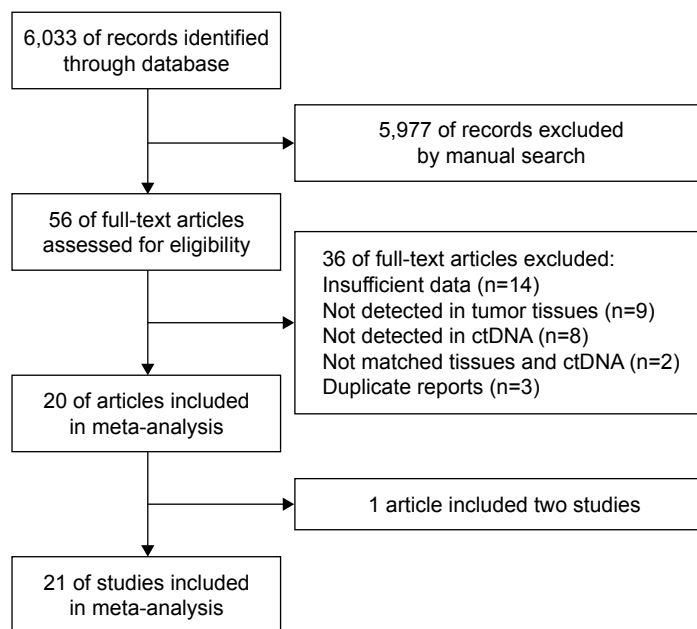 6,033 of records identified
through database
5,977 of records excluded
by manual search
56 of full-text articles
assessed for eligibility
36 of full-text articles excluded:
Insufficient data (n=14)
Not detected in tumor tissues (n=9)
Not detected in ctDNA (n=8)
Not matched tissues and ctDNA (n=2)
Duplicate reports (n=3)
20 of articles included
in meta-analysis
1 article included two studies
21 of studies included
in meta-analysis